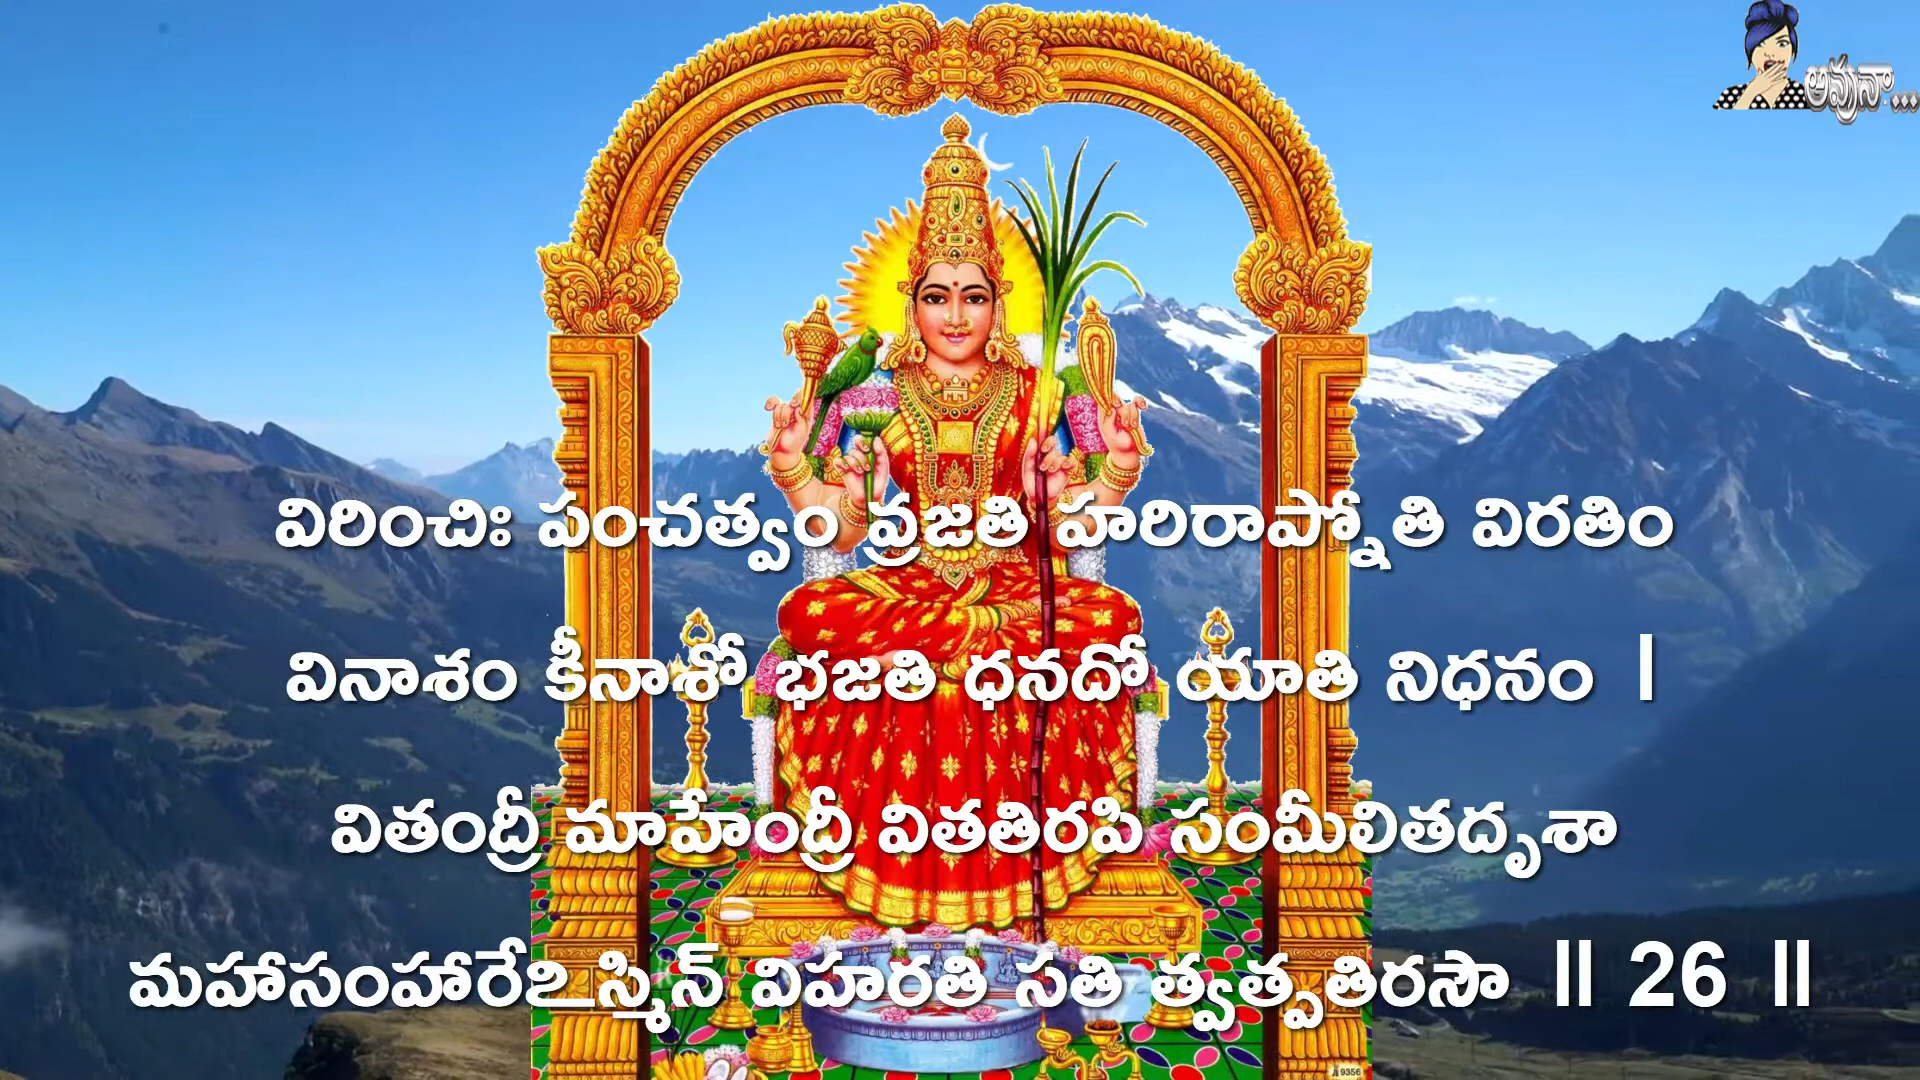 అవునా...
విరించిః పంచత్వం వ్రజతి హరిరాప్నోతి విరతిం
వినాశం కీనాశో భజతి ధనదో యాతి నిధనం |
వితంద్రీ మాహేంద్రీ వితతిరపి సంమీలితదృశా
మహాసంహారేఽస్మిన్ విహరతి సతి త్వత్పతిరసౌ || 26 ||
9356